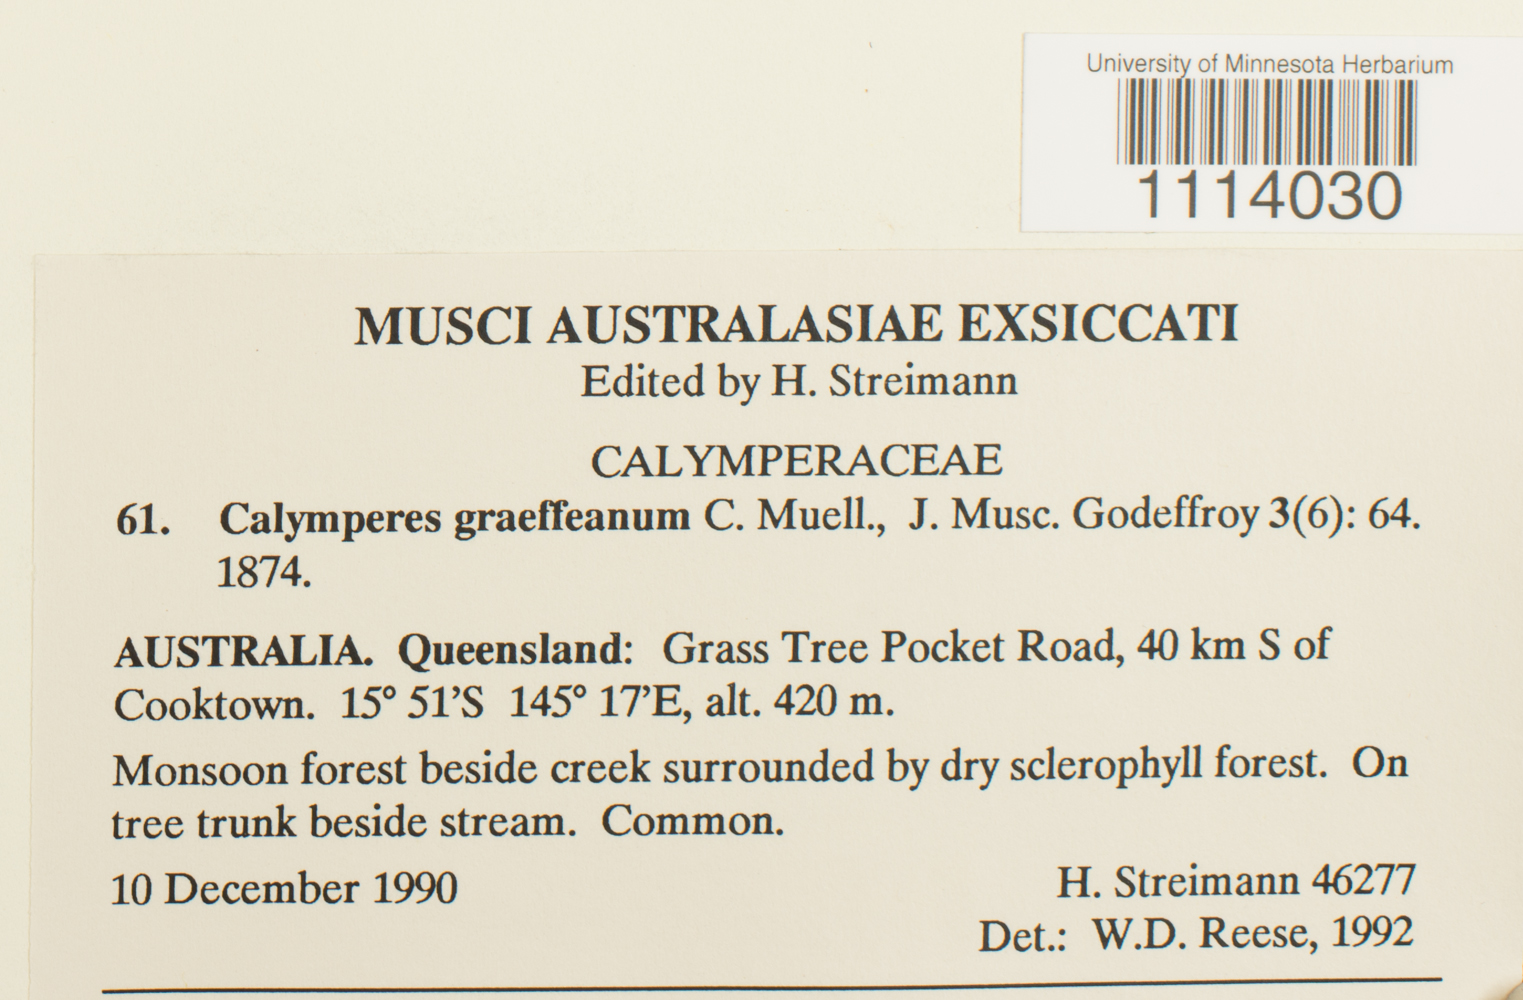 University of Minnesota Herbarium
1114030
MUSCI AUSTRALASIAE EXSICCATI
Edited by H. Streimann
CALYMPERACEAE
61. Calymperes graeffeanum C. Muell., J. Musc. Godeffroy 3(6): 64.
1874.
AUSTRALIA. Queensland: Grass Tree Pocket Road, 40 km S of
Cooktown. 15° 51'S 145° 17'E, alt. 420 m.
Monsoon forest beside creek surrounded by dry sclerophyll forest. On
tree trunk beside stream. Common.
10 December 1990
H. Streimann 46277
Det.: W.D. Reese, 1992